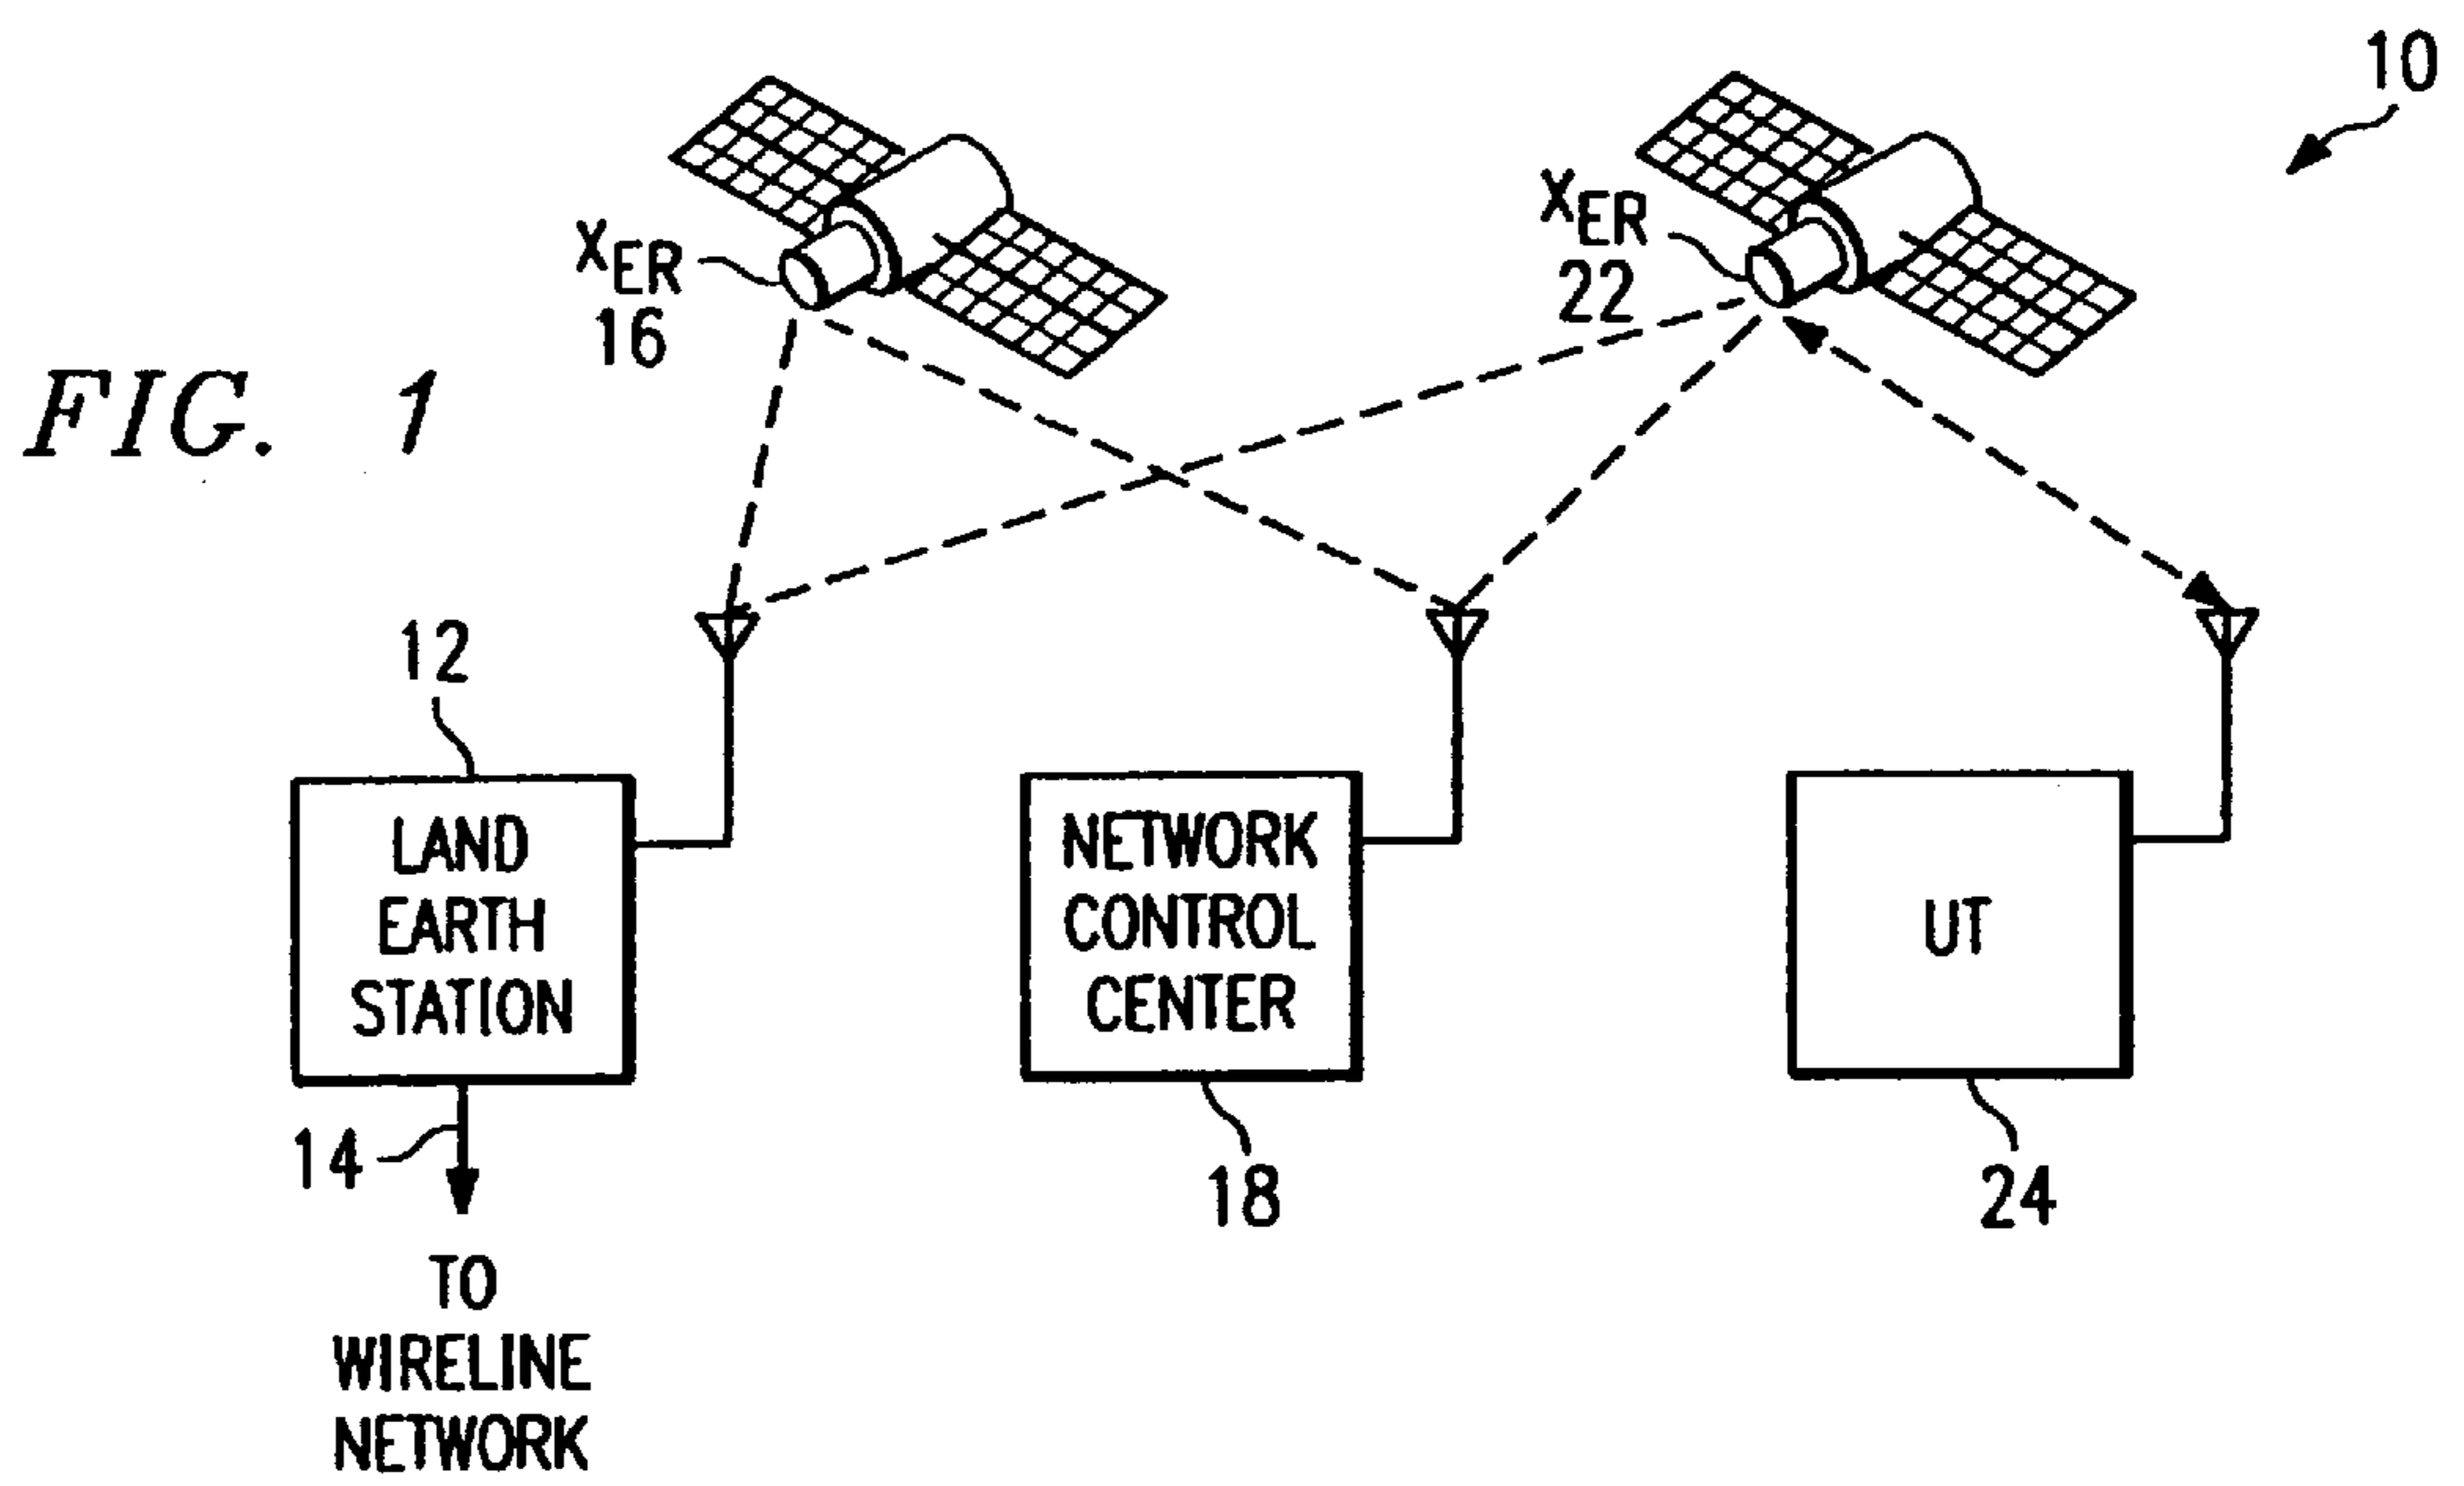 10
XER
16
XER
22
FIG. 1
12
LAND
EARTH
STATION
NETWORK
CONTROL
CENTER
UT
14
18
24
TO
WIRELINE
NETWORK